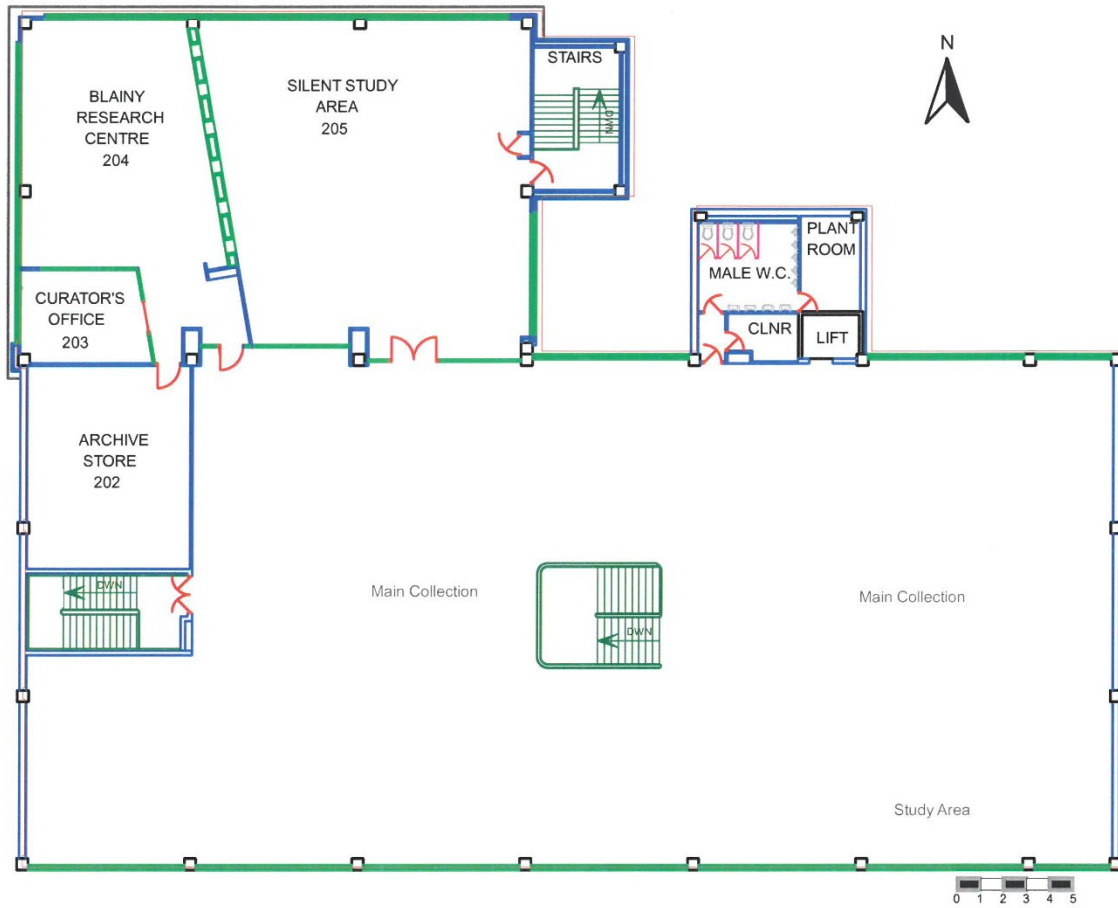 N
STAIRS
DWN
BLAINY
RESEARCH
CENTRE
204
SILENT STUDY
AREA
205
PLANT
ROOM
MALE W.C.
CURATOR'S
OFFICE
203
CLNR
LIFT
ARCHIVE
STORE
202
DWN
Main Collection
DWN
Main Collection
Study Area
0 1 2 3 4 5